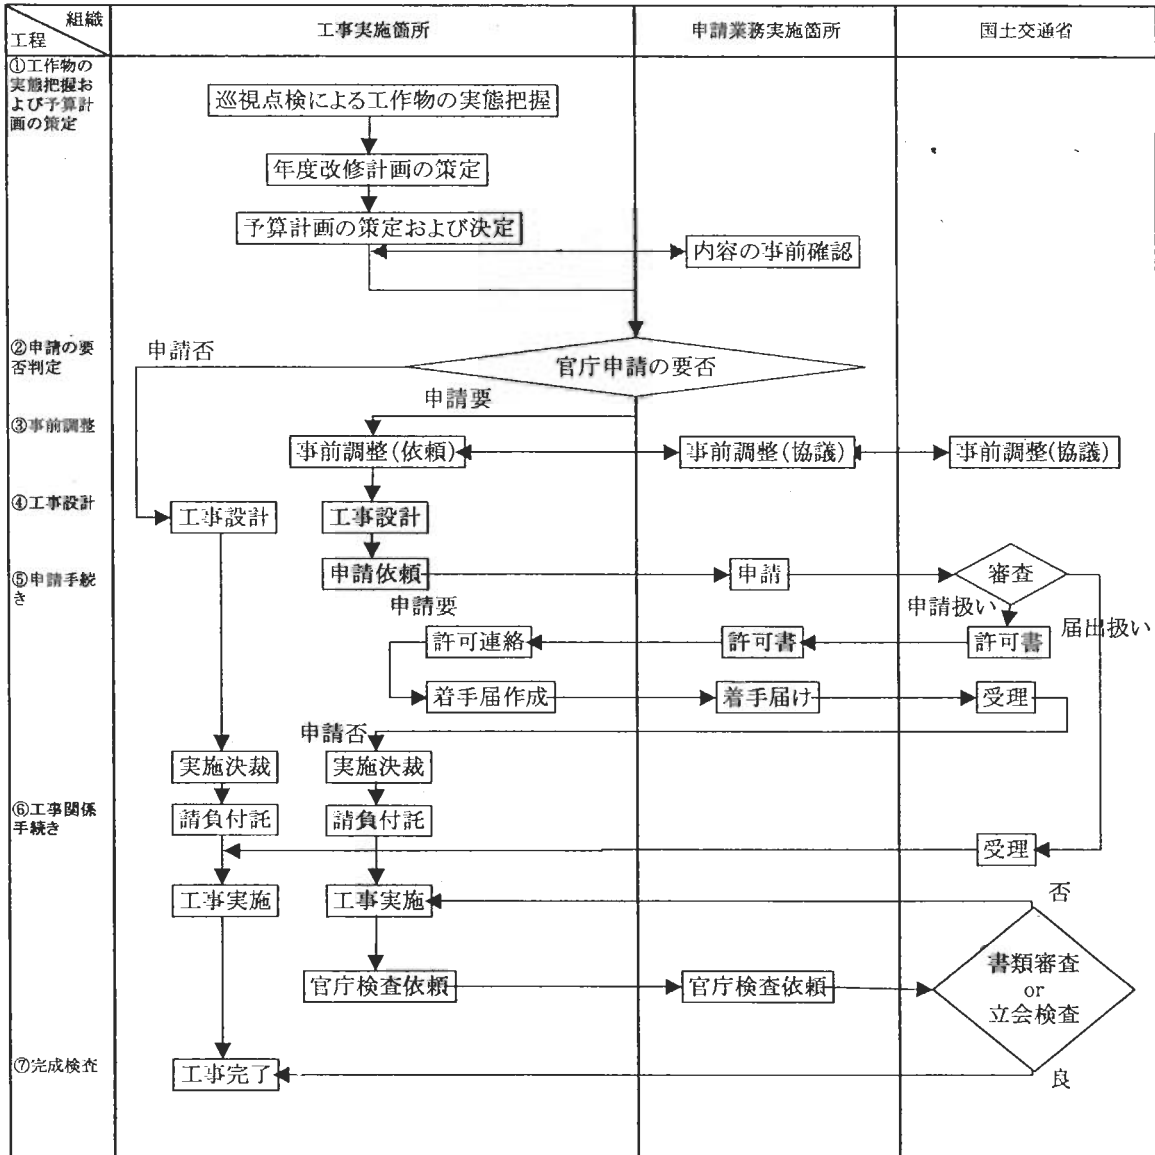 組織
工程
工事実施箇所
申請業務実施箇所
国土交通省
①工作物の
実態把握お
よび予算計
画の策定
巡視点検による工作物の実態把握
年度改修計画の策定
予算計画の策定および決定
内容の事前確認
②申請の要
否判定
申請否
官庁申請の要否
申請要
③事前調整
事前調整(依頼)
事前調整(協議)
事前調整(協議)
④工事設計
工事設計
工事設計
⑤申請手続
き
申請依頼
申請
審査
申請要
申請扱い
届出扱い
許可連絡
許可書
許可書
着手届作成
着手届け
受理
申請否
実施決裁
実施決裁
⑥工事関係
手続き
請負付託
請負付託
受理
工事実施
工事実施
否
官庁検査依頼
官庁検査依頼
書類審査
or
立会検査
⑦完成検査
工事完了
良